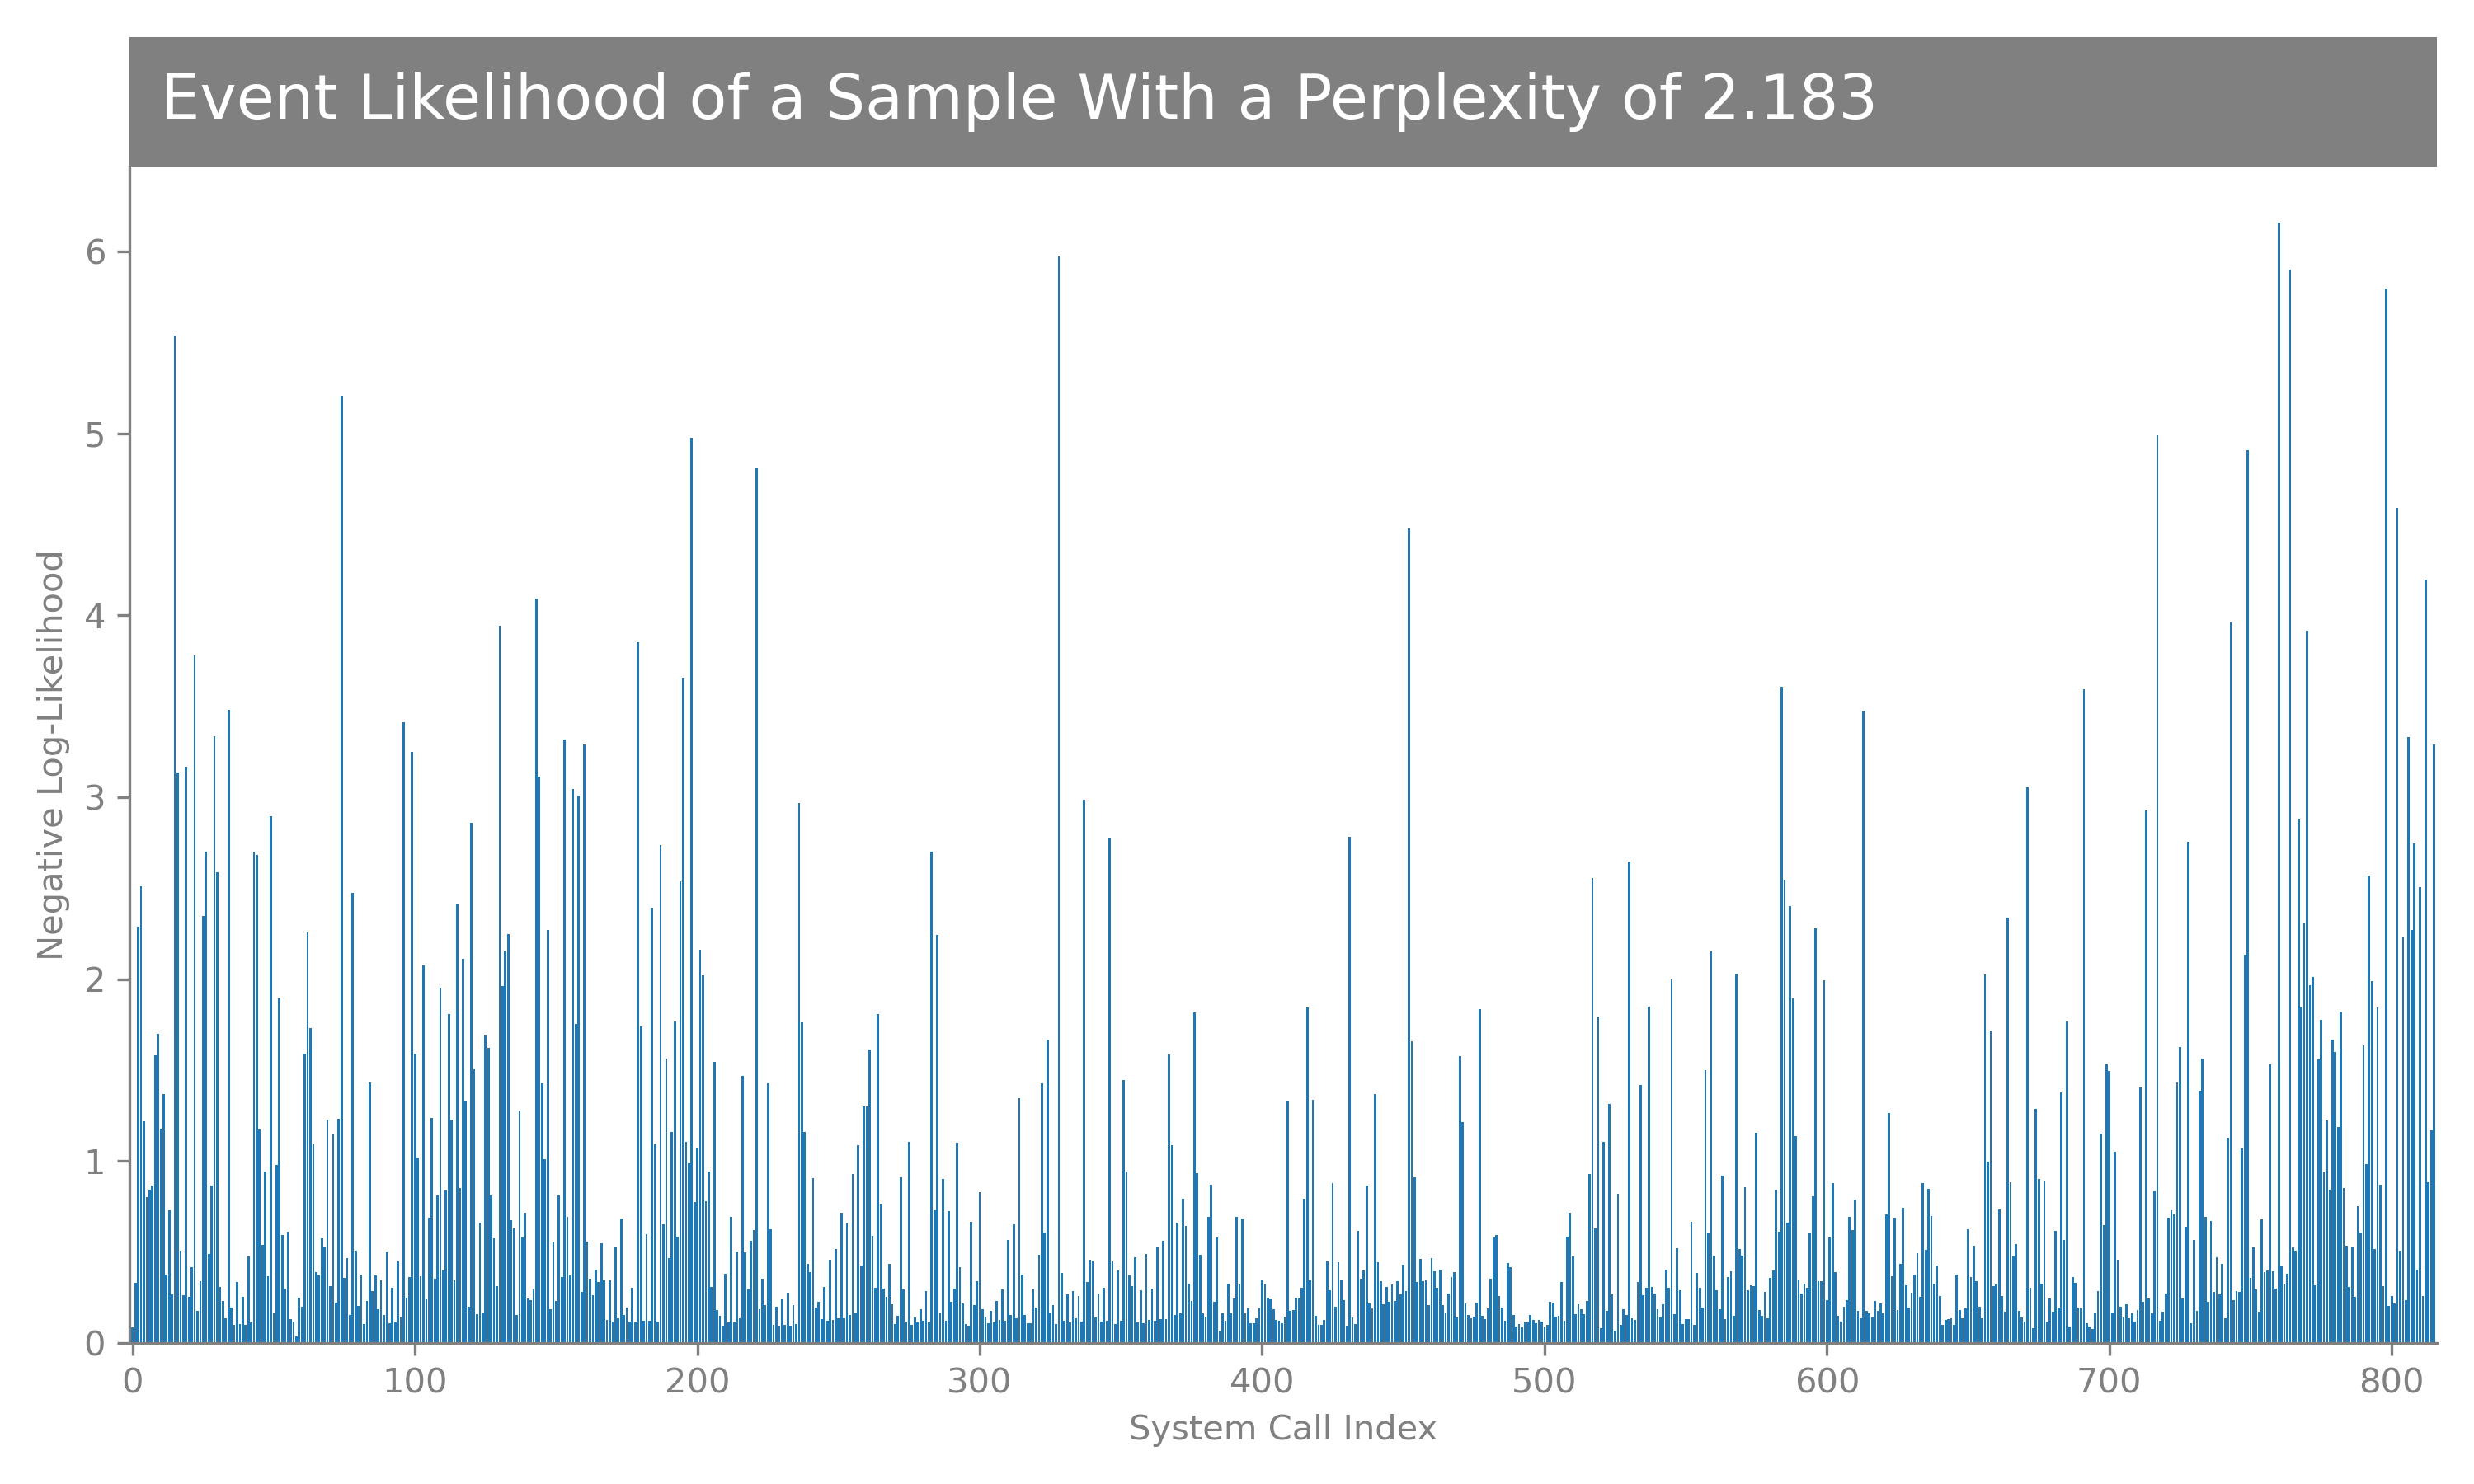 Event Likelihood of a Sample With a Perplexity of 2.183
6
5
4
3
2
1
0
Negative Log-Likelihood
0 100 200 300 400 500 600 700 800
System Call Index